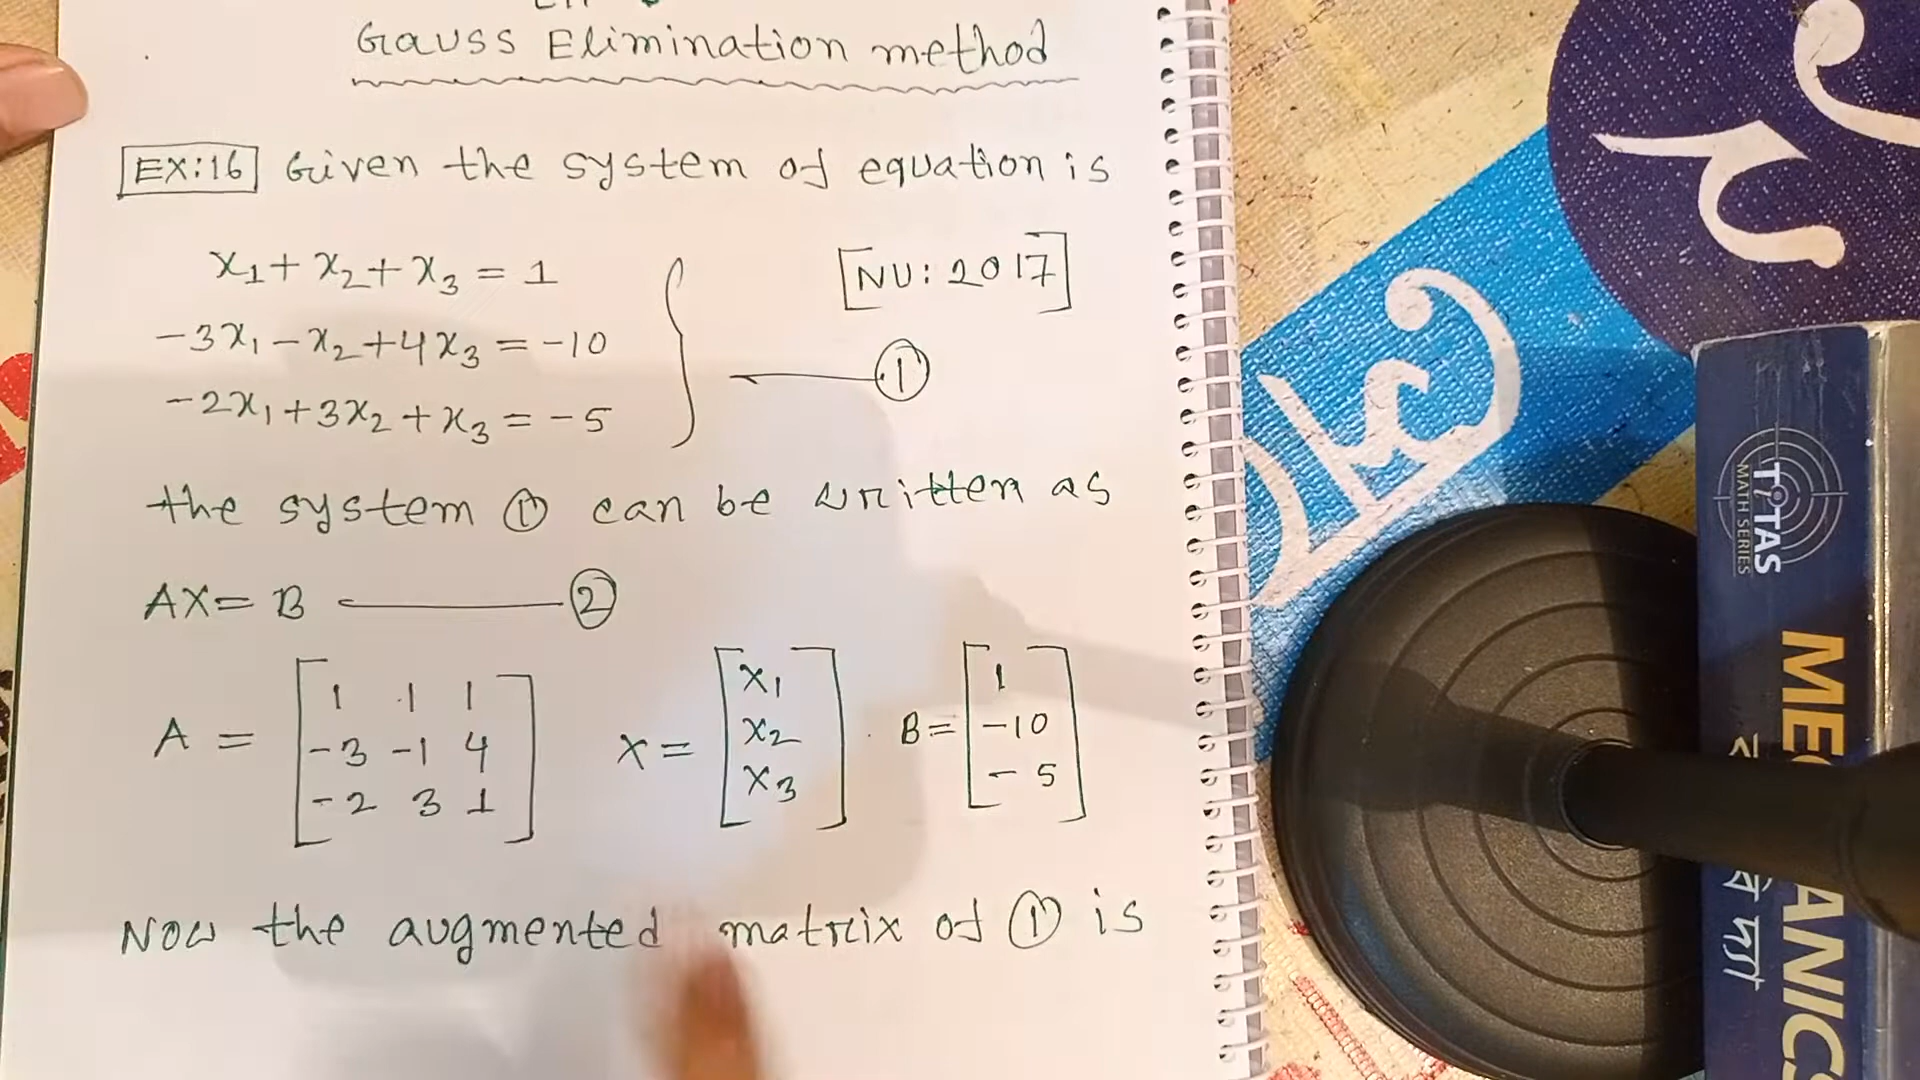 Gauss Elimination method
EX:16 Given the system of equation is
x₁ + x₂ + x₃ = 1
[NU: 2017]
-3x₁ - x₂ + 4x₃ = -10
①
-2x₁ + 3x₂ + x₃ = -5
the system ① can be written as
AX = B ②
A = [1 1 1
-3 -1 4
-2 3 1]
X = [x₁
x₂
x₃]
B = [1
-10
-5]
Now the augmented matrix of ① is
TITAS
MATH SERIES